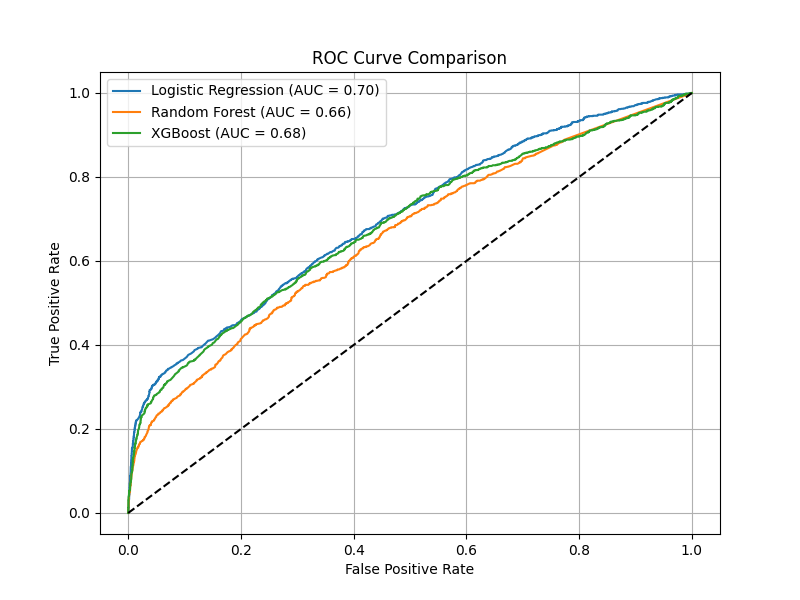 ROC Curve Comparison
Logistic Regression (AUC = 0.70)
Random Forest (AUC = 0.66)
XGBoost (AUC = 0.68)
1.0
0.8
0.6
0.4
0.2
0.0
True Positive Rate
0.0 0.2 0.4 0.6 0.8 1.0
False Positive Rate